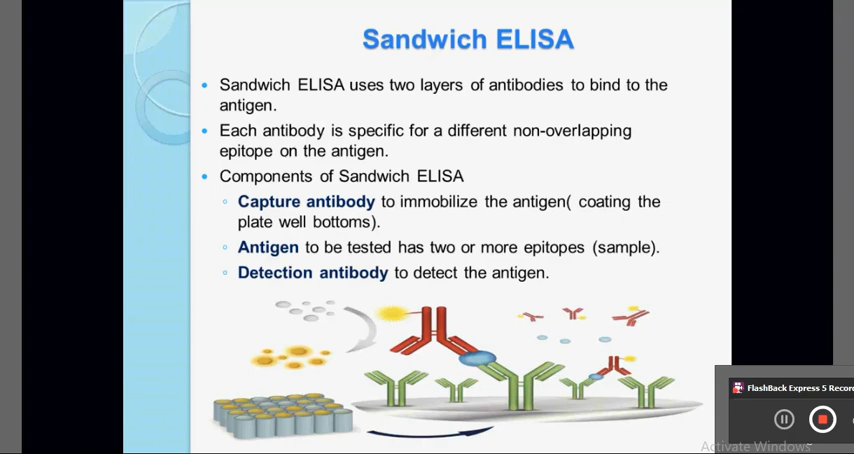 Sandwich ELISA
Sandwich ELISA uses two layers of antibodies to bind to the
antigen.
Each antibody is specific for a different non-overlapping
epitope on the antigen.
Components of Sandwich ELISA
Capture antibody to immobilize the antigen( coating the
plate well bottoms).
Antigen to be tested has two or more epitopes (sample).
Detection antibody to detect the antigen.
FlashBack Express 5 Recor
Activate Windows